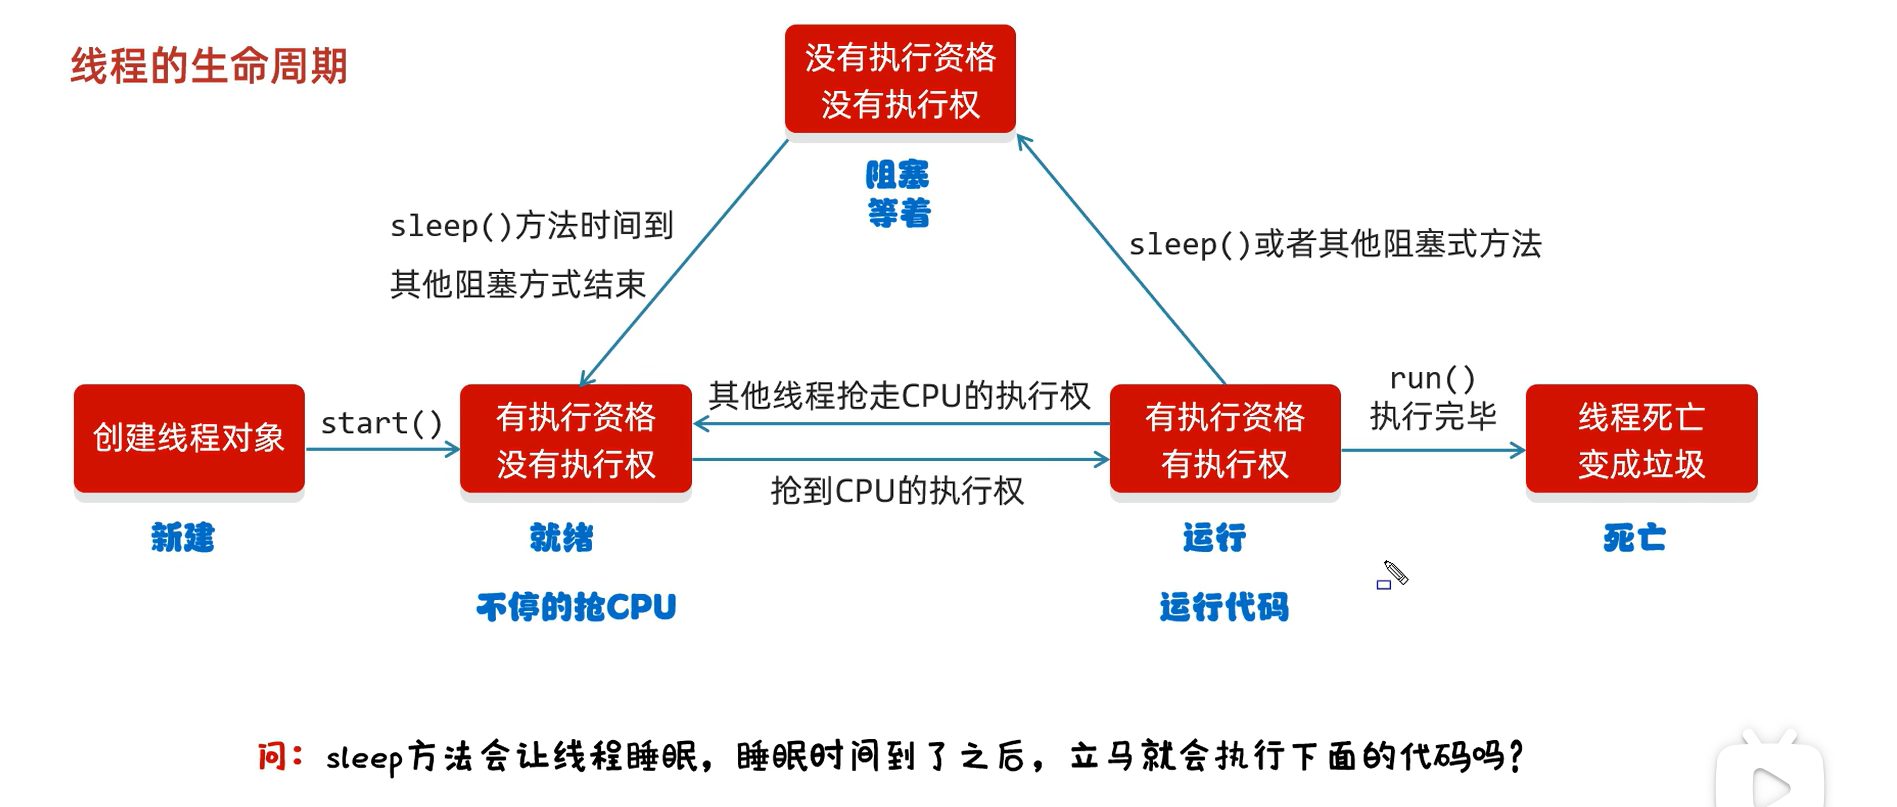 线程的生命周期
没有执行资格
没有执行权
阻塞
等着
sleep()方法时间到
其他阻塞方式结束
sleep()或者其他阻塞式方法
创建线程对象
新建
start()
有执行资格
没有执行权
就绪
不停的抢CPU
其他线程抢走CPU的执行权
抢到CPU的执行权
有执行资格
有执行权
运行
运行代码
run()
执行完毕
线程死亡
变成垃圾
死亡
问：sleep方法会让线程睡眠，睡眠时间到了之后，立马就会执行下面的代码吗？